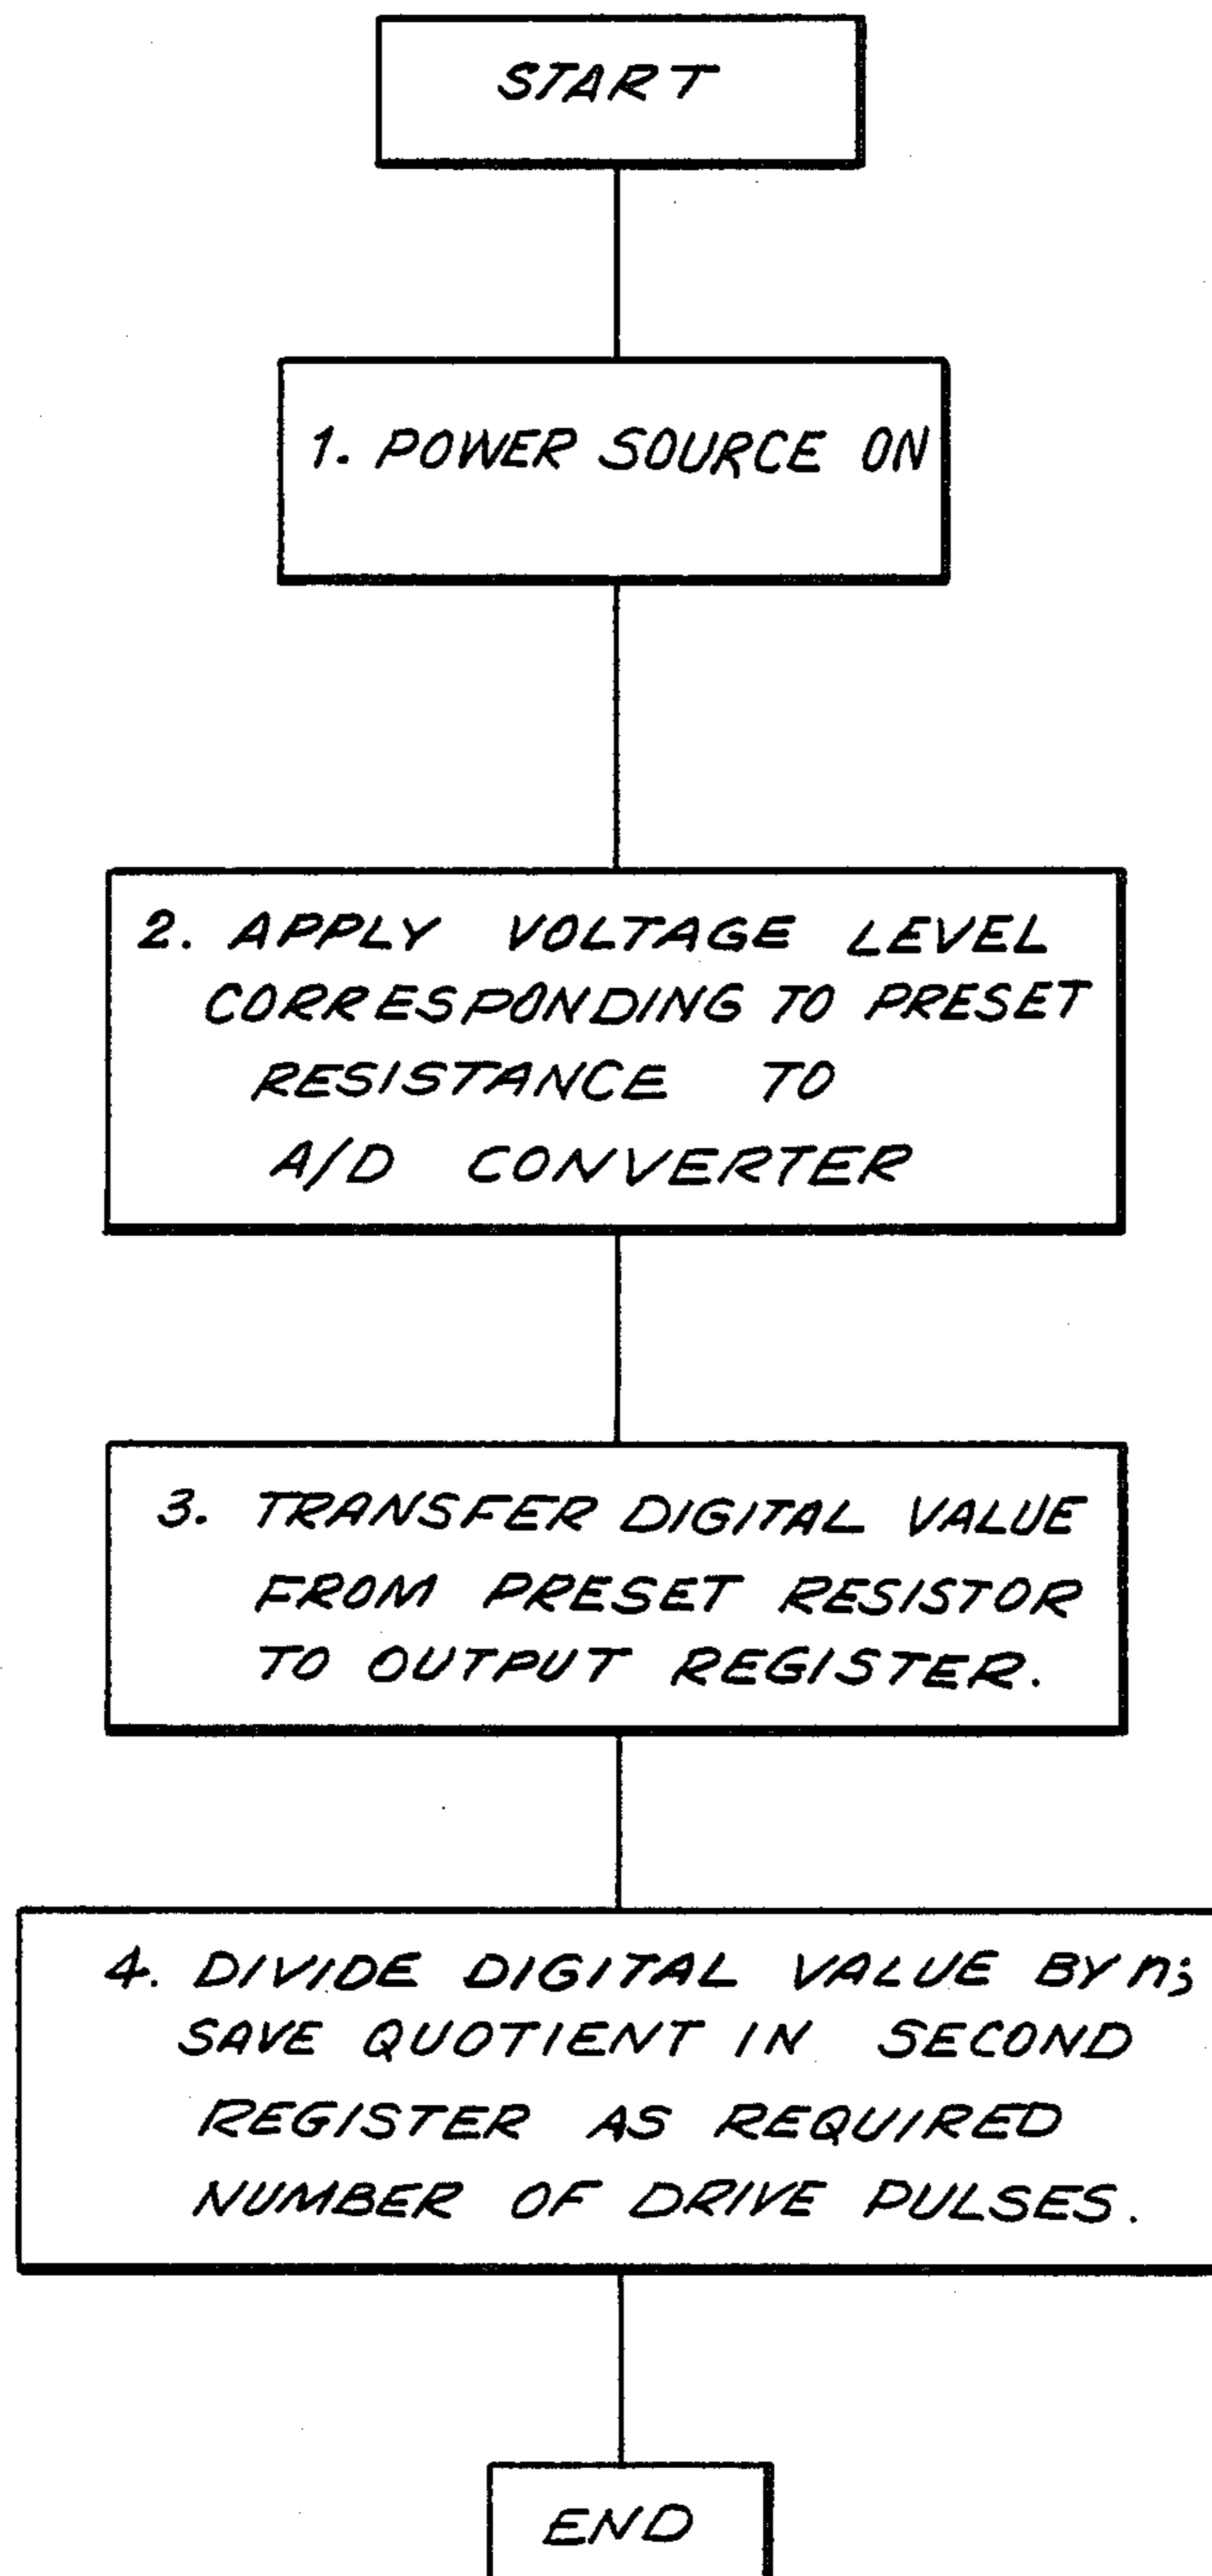 START
1. POWER SOURCE ON
2. APPLY VOLTAGE LEVEL
CORRESPONDING TO PRESET
RESISTANCE TO
A/D CONVERTER
3. TRANSFER DIGITAL VALUE
FROM PRESET RESISTOR
TO OUTPUT REGISTER.
4. DIVIDE DIGITAL VALUE BY n;
SAVE QUOTIENT IN SECOND
REGISTER AS REQUIRED
NUMBER OF DRIVE PULSES.
END